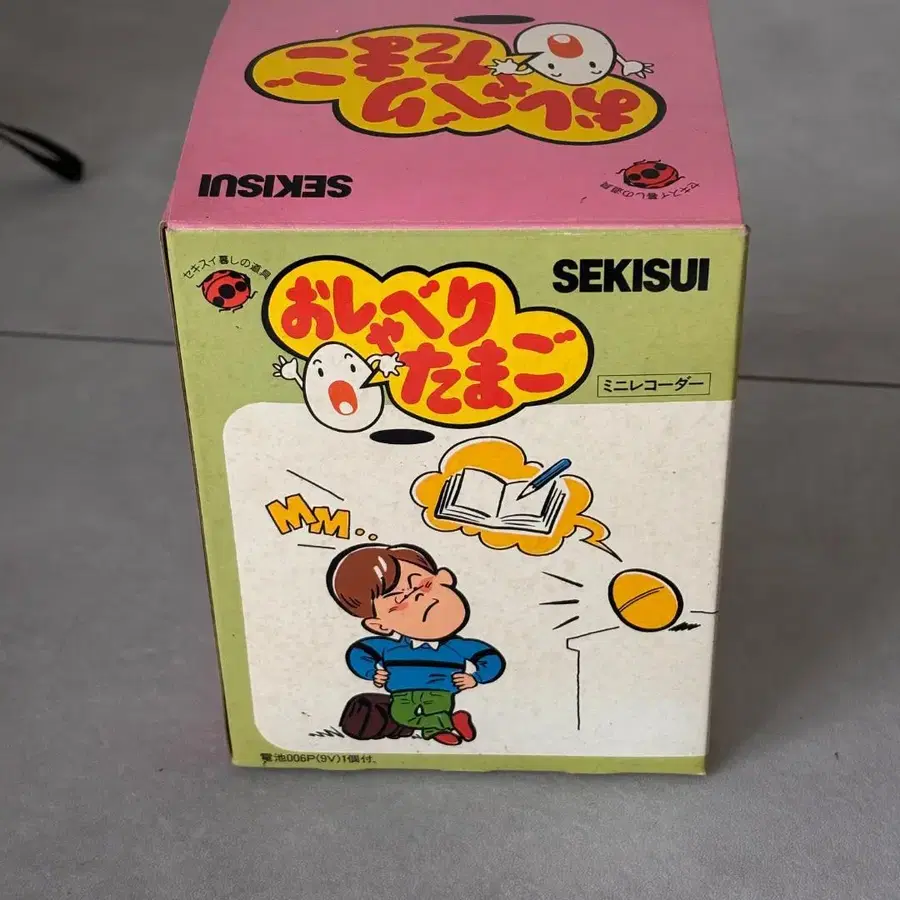 おしゃべり
たまご
SEKISUI
セキスイ暮しの道具
セキスイ暮しの道具
SEKISUI
おしゃべり
たまご
ミニレコーダー
MM..
電池006P(9V)1個付。